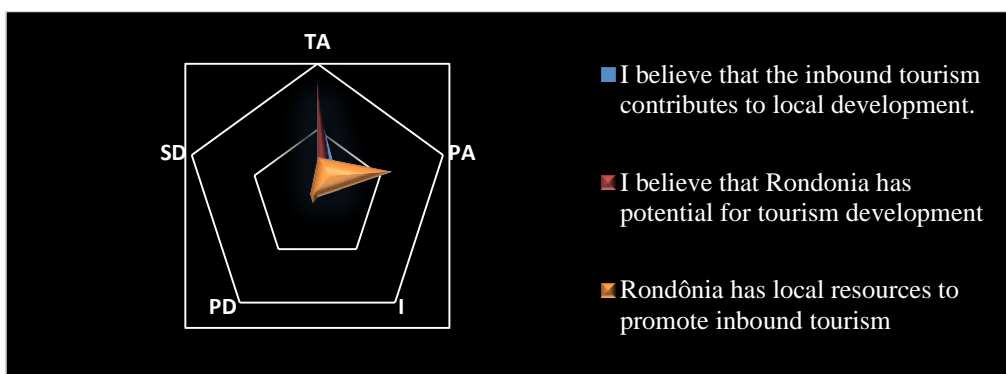 TA
SD
PA
PD
I
I believe that the inbound tourism
contributes to local development.
I believe that Rondonia has
potential for tourism development
Rondônia has local resources to
promote inbound tourism